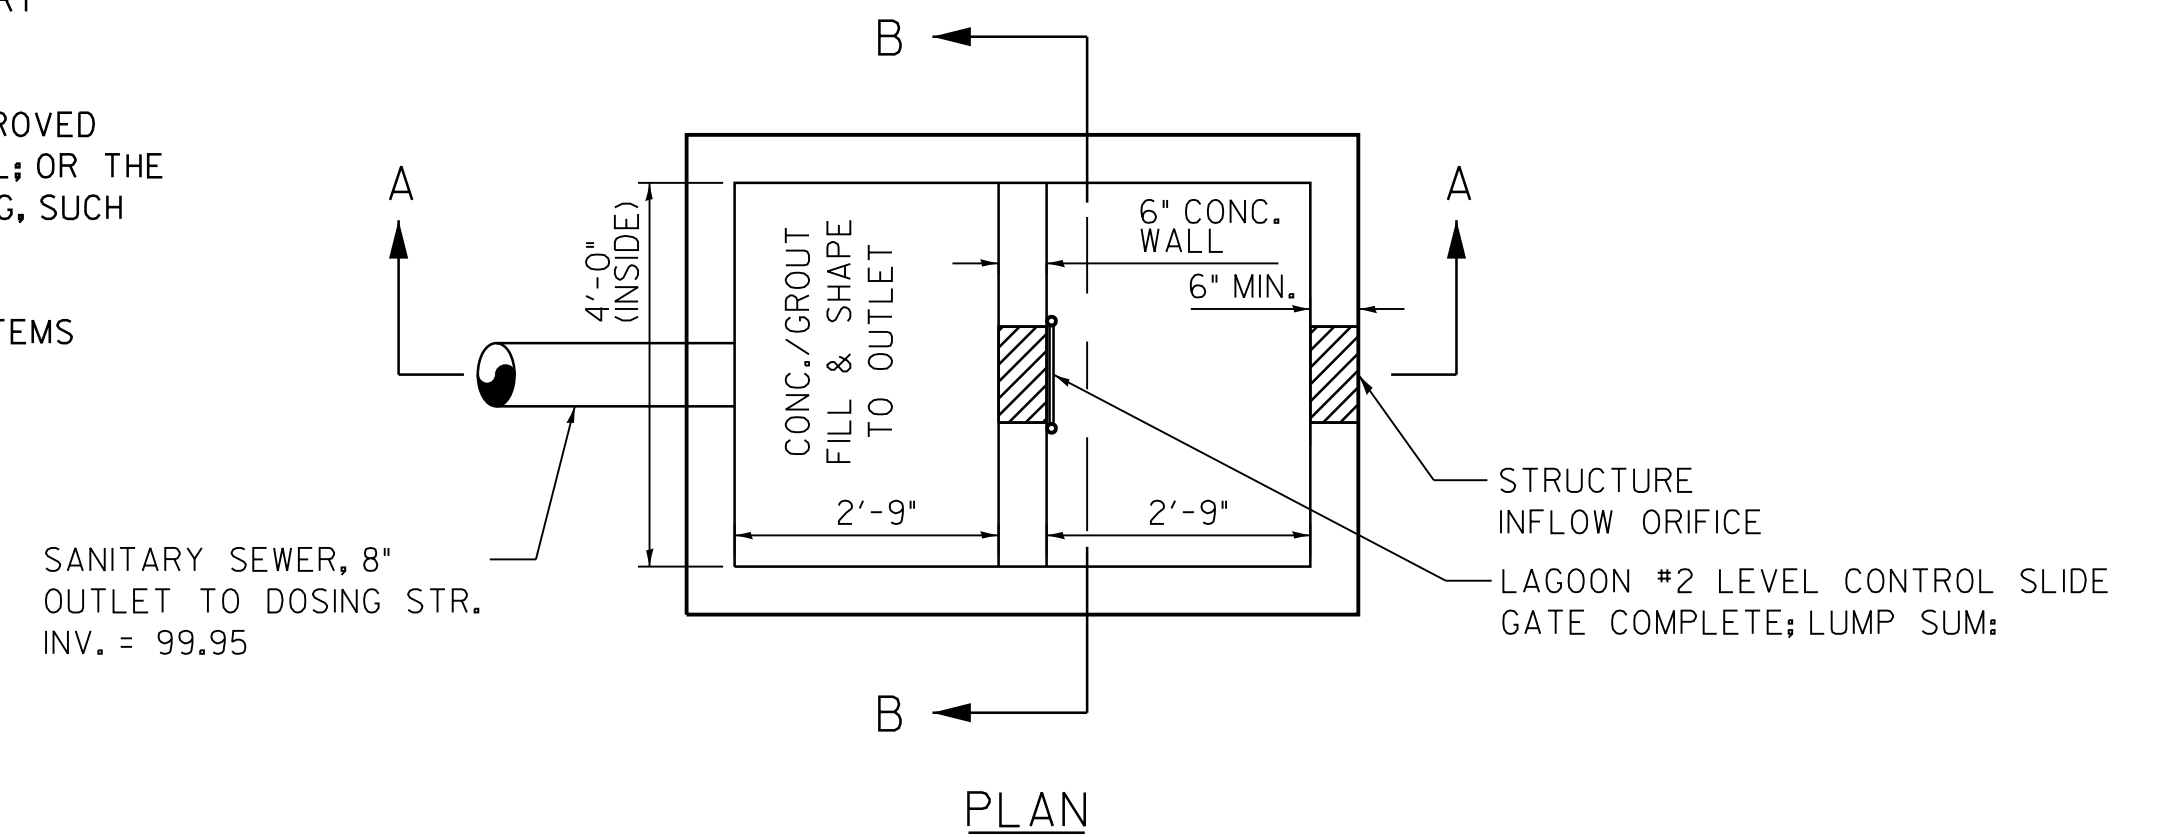 OR THE
SUCH
B
A
A
4'-0"
(INSIDE)
CONC./GROUT
FILL & SHAPE
TO OUTLET
6" CONC.
WALL
6" MIN.
2'-9"
2'-9"
STRUCTURE
INFLOW ORIFICE
SANITARY SEWER, 8"
OUTLET TO DOSING STR.
INV. = 99.95
LAGOON #2 LEVEL CONTROL SLIDE
GATE COMPLETE; LUMP SUM:
B
PLAN